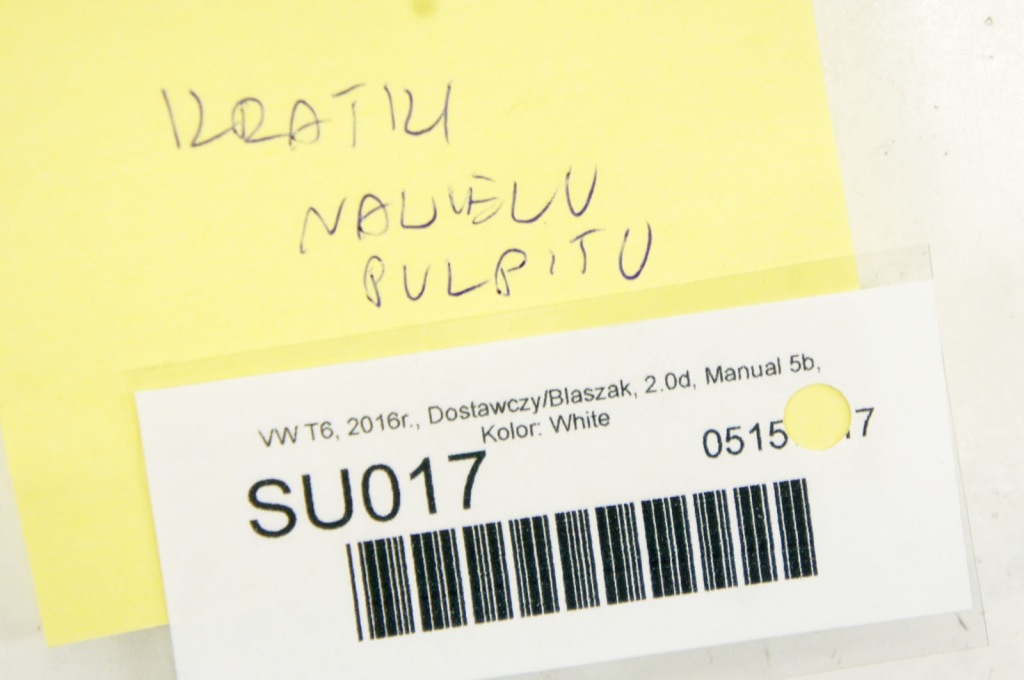 KRATKI
NAWIEWU
PULPITU
VW T6, 2016r., Dostawczy/Blaszak, 2.0d, Manual 5b,
Kolor: White
SU017